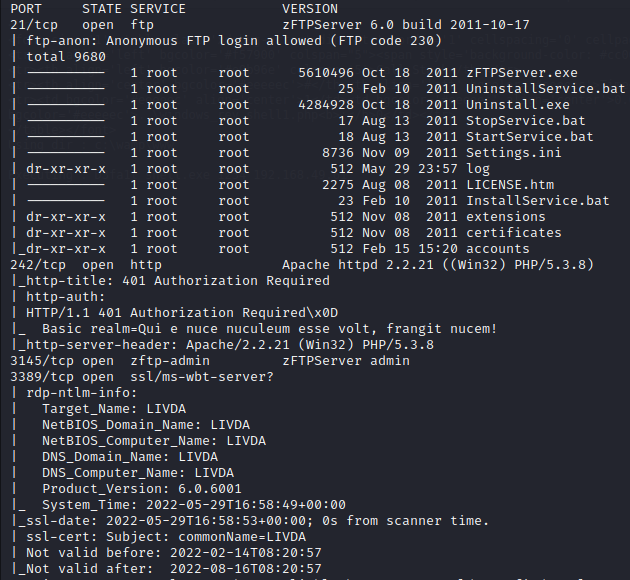 PORT     STATE SERVICE            VERSION
21/tcp   open  ftp                zFTPServer 6.0 build 2011-10-17
| ftp-anon: Anonymous FTP login allowed (FTP code 230)
| total 9680
| ----------   1 root     root      5610496 Oct 18  2011 zFTPServer.exe
| ----------   1 root     root           25 Feb 10  2011 UninstallService.bat
| ----------   1 root     root      4284928 Oct 18  2011 Uninstall.exe
| ----------   1 root     root           17 Aug 13  2011 StopService.bat
| ----------   1 root     root           18 Aug 13  2011 StartService.bat
| ----------   1 root     root         8736 Nov 09  2011 Settings.ini
| dr-xr-xr-x   1 root     root          512 May 29 23:57 log
| ----------   1 root     root         2275 Aug 08  2011 LICENSE.htm
| ----------   1 root     root           23 Feb 10  2011 InstallService.bat
| dr-xr-xr-x   1 root     root          512 Nov 08  2011 extensions
| dr-xr-xr-x   1 root     root          512 Nov 08  2011 certificates
|_dr-xr-xr-x   1 root     root          512 Feb 15 15:20 accounts
242/tcp  open  http               Apache httpd 2.2.21 ((Win32) PHP/5.3.8)
|_http-title: 401 Authorization Required
| http-auth:
| HTTP/1.1 401 Authorization Required\x0D
|_  Basic realm=Qui e nuce nuculeum esse volt, frangit nucem!
|_http-server-header: Apache/2.2.21 (Win32) PHP/5.3.8
3145/tcp open  zftp-admin         zFTPServer admin
3389/tcp open  ssl/ms-wbt-server?
| rdp-ntlm-info:
|   Target_Name: LIVDA
|   NetBIOS_Domain_Name: LIVDA
|   NetBIOS_Computer_Name: LIVDA
|   DNS_Domain_Name: LIVDA
|   DNS_Computer_Name: LIVDA
|   Product_Version: 6.0.6001
|_  System_Time: 2022-05-29T16:58:49+00:00
|_ssl-date: 2022-05-29T16:58:53+00:00; 0s from scanner time.
| ssl-cert: Subject: commonName=LIVDA
| Not valid before: 2022-02-14T08:20:57
|_Not valid after:  2022-08-16T08:20:57